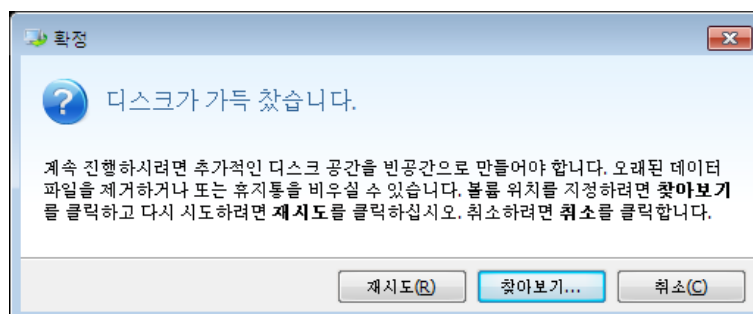 확정
디스크가 가득 찼습니다.
계속 진행하시려면 추가적인 디스크 공간을 빈공간으로 만들어야 합니다. 오래된 데이터
파일을 제거하거나 또는 휴지통을 비우실 수 있습니다. 볼륨 위치를 지정하려면 찾아보기
를 클릭하고 다시 시도하려면 재시도를 클릭하십시오. 취소하려면 취소를 클릭합니다.
재시도(R) 찾아보기... 취소(C)